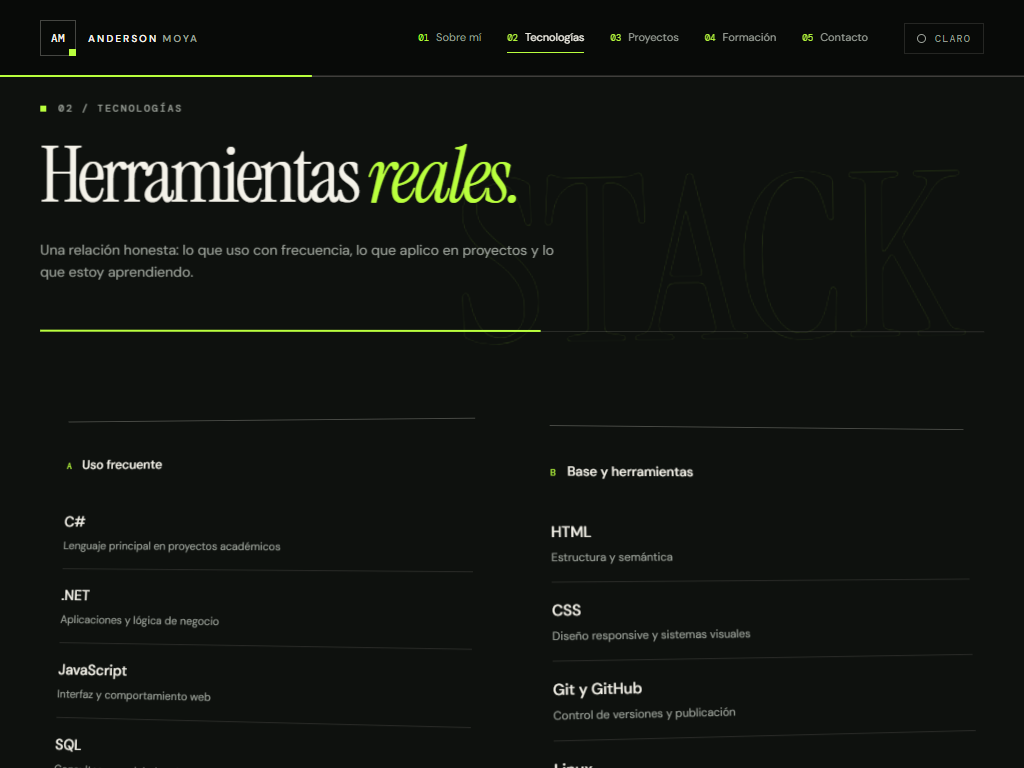 AM
ANDERSON MOYA
01 Sobre mí
02 Tecnologías
03 Proyectos
04 Formación
05 Contacto
CLARO
02 / TECNOLOGÍAS
Herramientas reales.
STACK
Una relación honesta: lo que uso con frecuencia, lo que aplico en proyectos y lo
que estoy aprendiendo.
A Uso frecuente
C#
Lenguaje principal en proyectos académicos
.NET
Aplicaciones y lógica de negocio
JavaScript
Interfaz y comportamiento web
SQL
B Base y herramientas
HTML
Estructura y semántica
CSS
Diseño responsive y sistemas visuales
Git y GitHub
Control de versiones y publicación